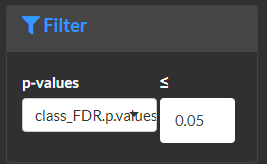 Filter
p-values ≤
class_FDR.p.values 0.05